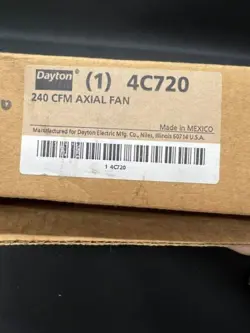 Dayton® (1) 4C720
240 CFM AXIAL FAN
Made in MEXICO
Manufactured for Dayton Electric Mfg. Co., Niles, Illinois 60714 U.S.A.
1 4C720